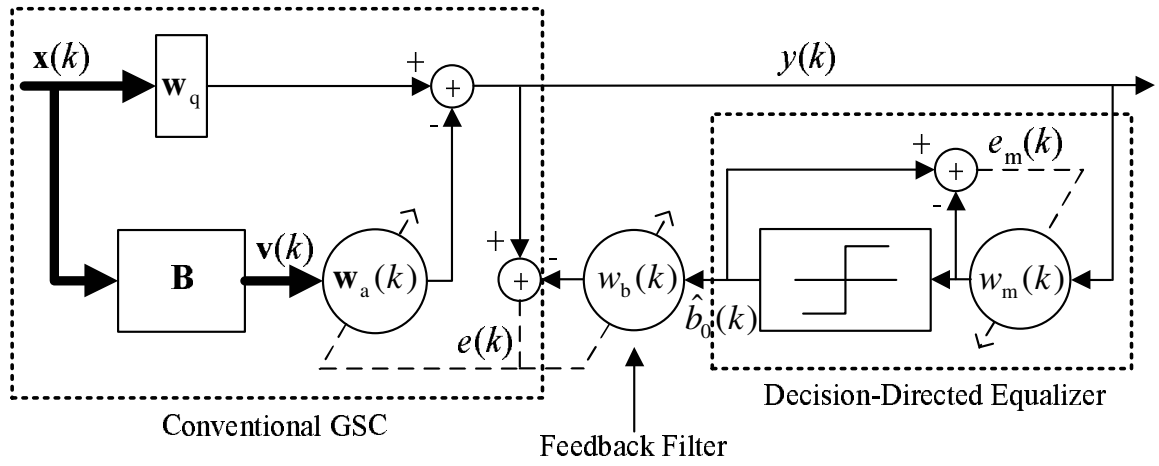 x(k)
w_q
+
+
-
y(k)
B
v(k)
w_a(k)
+
+
-
e(k)
w_b(k)
b̂_0(k)
+
+
-
e_m(k)
w_m(k)
Conventional GSC
Feedback Filter
Decision-Directed Equalizer